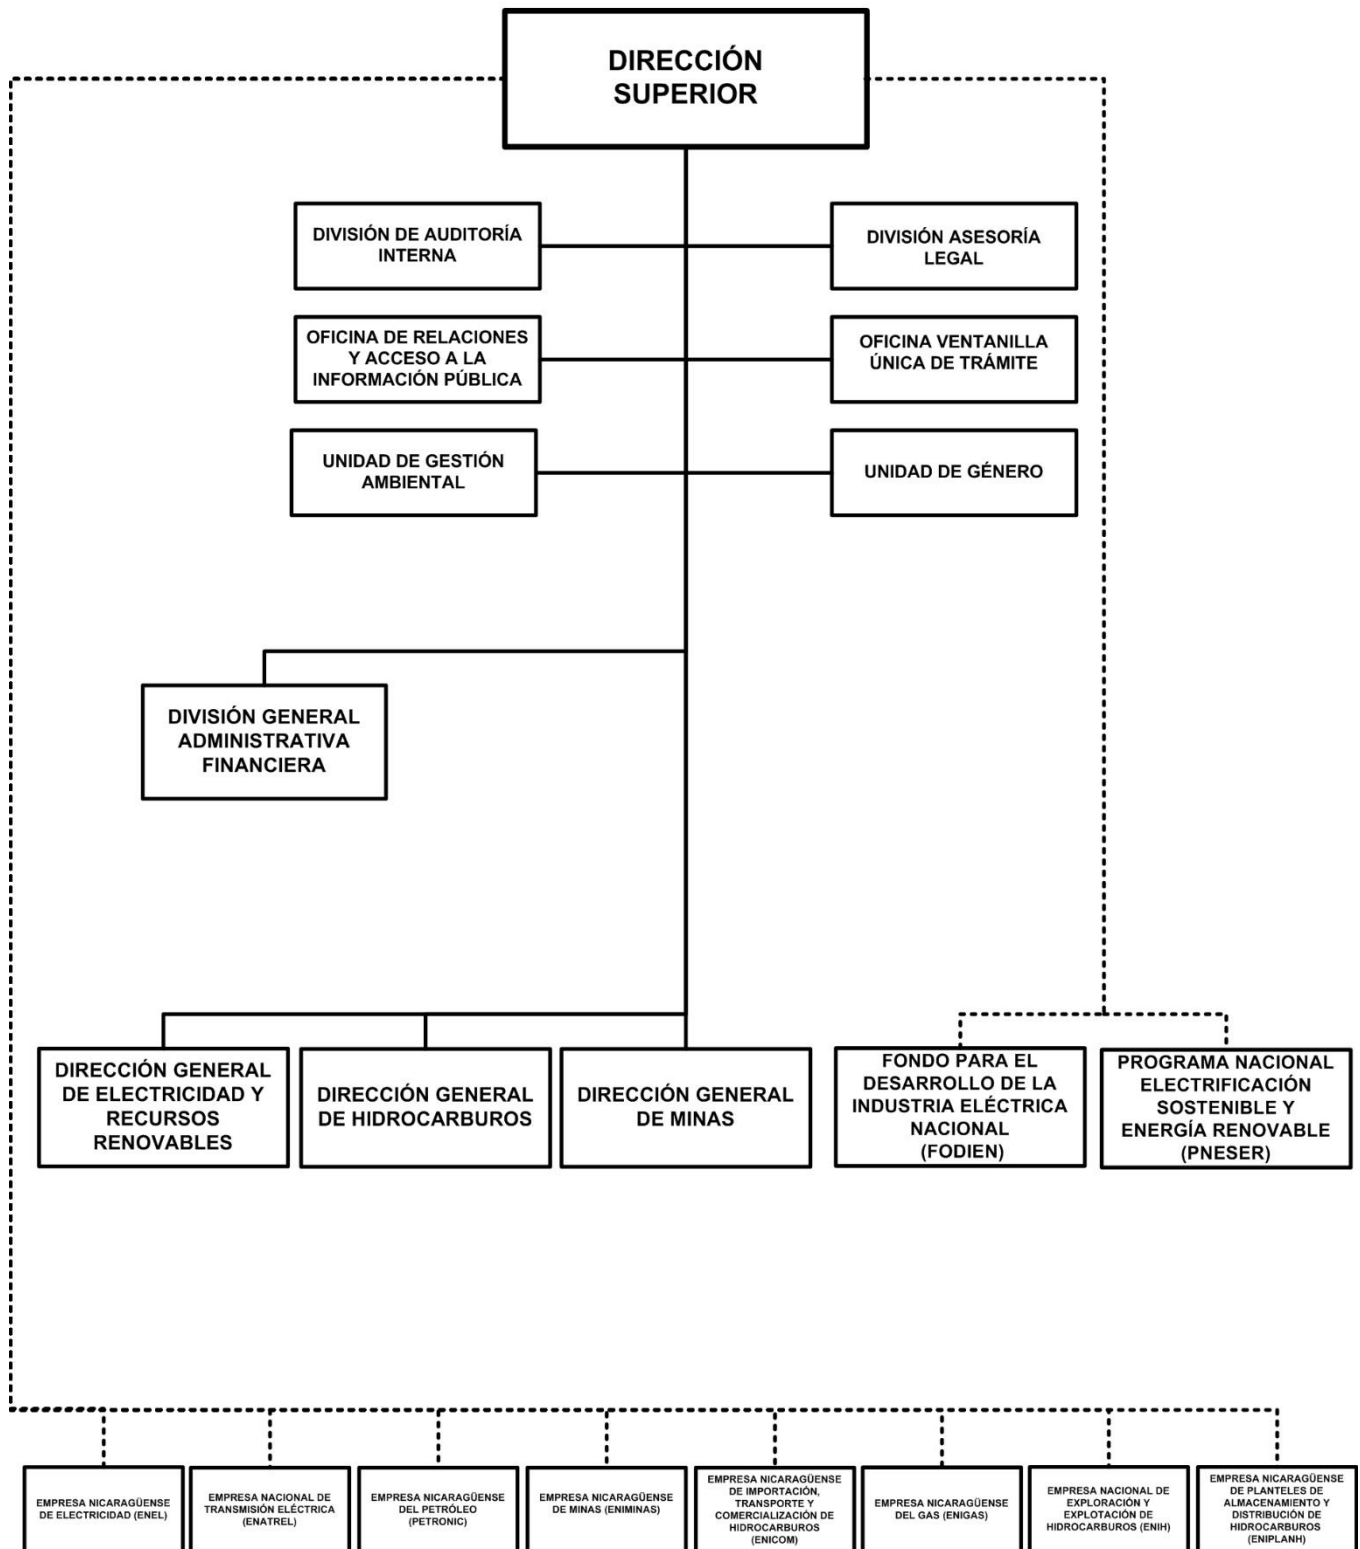 DIRECCIÓN
SUPERIOR
DIVISIÓN DE AUDITORÍA
INTERNA
DIVISIÓN ASESORÍA
LEGAL
OFICINA DE RELACIONES
Y ACCESO A LA
INFORMACIÓN PÚBLICA
OFICINA VENTANILLA
ÚNICA DE TRÁMITE
UNIDAD DE GESTIÓN
AMBIENTAL
UNIDAD DE GÉNERO
DIVISIÓN GENERAL
ADMINISTRATIVA
FINANCIERA
DIRECCIÓN GENERAL
DE ELECTRICIDAD Y
RECURSOS
RENOVABLES
DIRECCIÓN GENERAL
DE HIDROCARBUROS
DIRECCIÓN GENERAL
DE MINAS
FONDO PARA EL
DESARROLLO DE LA
INDUSTRIA ELÉCTRICA
NACIONAL
(FODIEN)
PROGRAMA NACIONAL
ELECTRIFICACIÓN
SOSTENIBLE Y
ENERGÍA RENOVABLE
(PNESER)
EMPRESA NICARAGÜENSE
DE ELECTRICIDAD (ENEL)
EMPRESA NACIONAL DE
TRANSMISIÓN ELÉCTRICA
(ENATREL)
EMPRESA NICARAGÜENSE
DEL PETRÓLEO
(PETRONIC)
EMPRESA NICARAGÜENSE
DE MINAS (ENIMINAS)
EMPRESA NICARAGÜENSE
DE IMPORTACIÓN,
TRANSPORTE Y
COMERCIALIZACIÓN DE
HIDROCARBUROS
(ENICOM)
EMPRESA NICARAGÜENSE
DEL GAS (ENIGAS)
EMPRESA NACIONAL DE
EXPLORACIÓN Y
EXPLOTACIÓN DE
HIDROCARBUROS (ENIH)
EMPRESA NICARAGÜENSE
DE PLANTELES DE
ALMACENAMIENTO Y
DISTRIBUCIÓN DE
HIDROCARBUROS
(ENIPLANH)